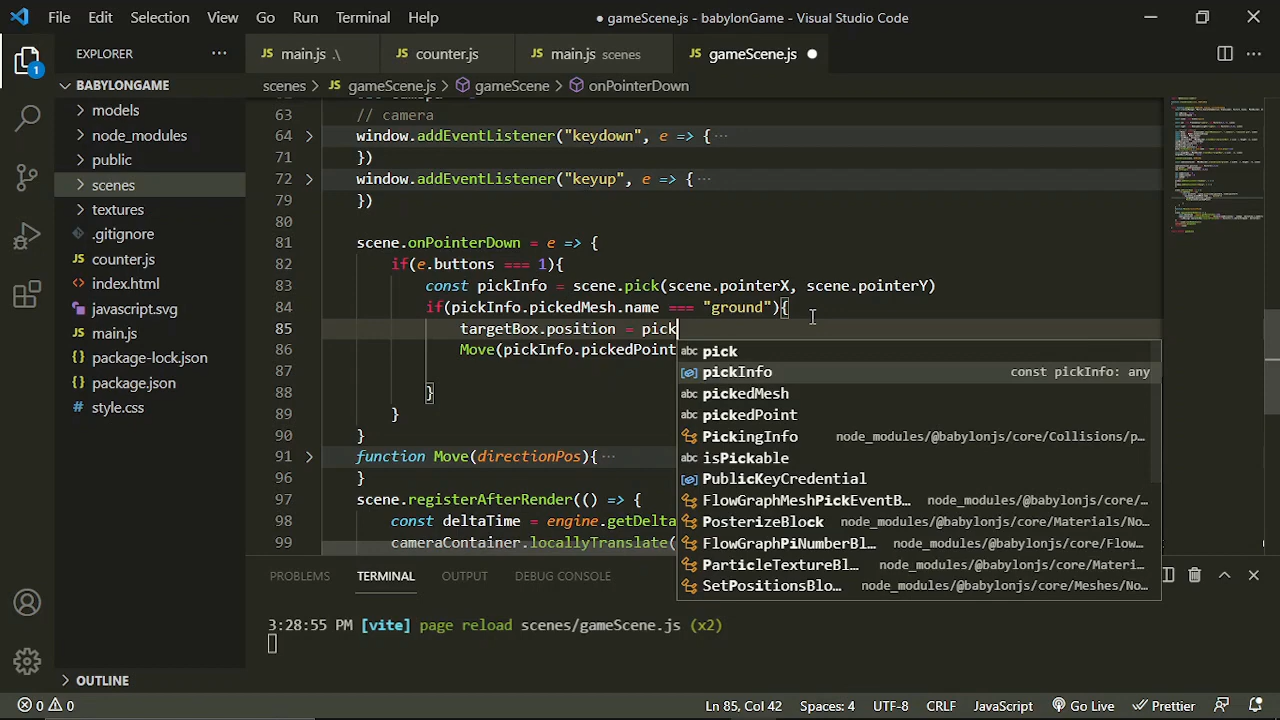 File Edit Selection View Go Run Terminal Help
● gameScene.js - babylonGame - Visual Studio Code
EXPLORER
JS main.js .\
JS counter.js
JS main.js scenes
JS gameScene.js ●
1
BABYLONGAME
scenes > JS gameScene.js > gameScene > onPointerDown
models
node_modules
public
scenes
textures
.gitignore
JS counter.js
<> index.html
javascript.svg
JS main.js
{} package-lock.json
{} package.json
# style.css
63 // camera
64 window.addEventListener("keydown", e => {
71 })
72 window.addEventListener("keyup", e => {
79 })
80
81 scene.onPointerDown = e => {
82 if(e.buttons === 1){
83 const pickInfo = scene.pick(scene.pointerX, scene.pointerY)
84 if(pickInfo.pickedMesh.name === "ground"){
85 targetBox.position = pick
86 Move(pickInfo.pickedPoint
87
88 }
89 }
90 }
91 function Move(directionPos){
96 }
97 scene.registerAfterRender(() => {
98 const deltaTime = engine.getDelta
99 cameraContainer.locallyTranslate(
abc pick
pickInfo const pickInfo: any
abc pickedMesh
abc pickedPoint
PickingInfo node_modules/@babylonjs/core/Collisions/p…
abc isPickable
PublicKeyCredential
FlowGraphMeshPickEventB… node_modules/@babylonjs/core/…
PosterizeBlock node_modules/@babylonjs/core/Materials/No…
FlowGraphPiNumberBl… node_modules/@babylonjs/core/Flow…
ParticleTextureBl… node_modules/@babylonjs/core/Materi…
SetPositionsBlo… node_modules/@babylonjs/core/Meshes/No…
PROBLEMS TERMINAL OUTPUT DEBUG CONSOLE
3:28:55 PM [vite] page reload scenes/gameScene.js (x2)
OUTLINE
0 0
Ln 85, Col 42 Spaces: 4 UTF-8 CRLF JavaScript Go Live Prettier